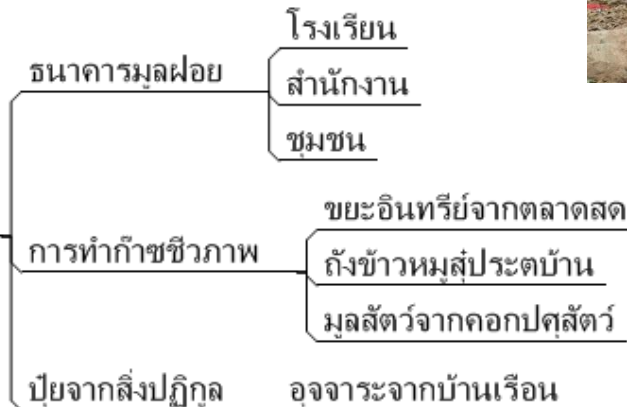 โรงเรียน
ธนาคารมูลฝอย
สำนักงาน
ชุมชน
ขยะอินทรีย์จากตลาดสด
การทำก๊าซชีวภาพ
ถังข้าวหมูสู่ประตบ้าน
มูลสัตว์จากคอกปศุสัตว์
ปุ๋ยจากสิ่งปฏิกูล อุจจาระจากบ้านเรือน